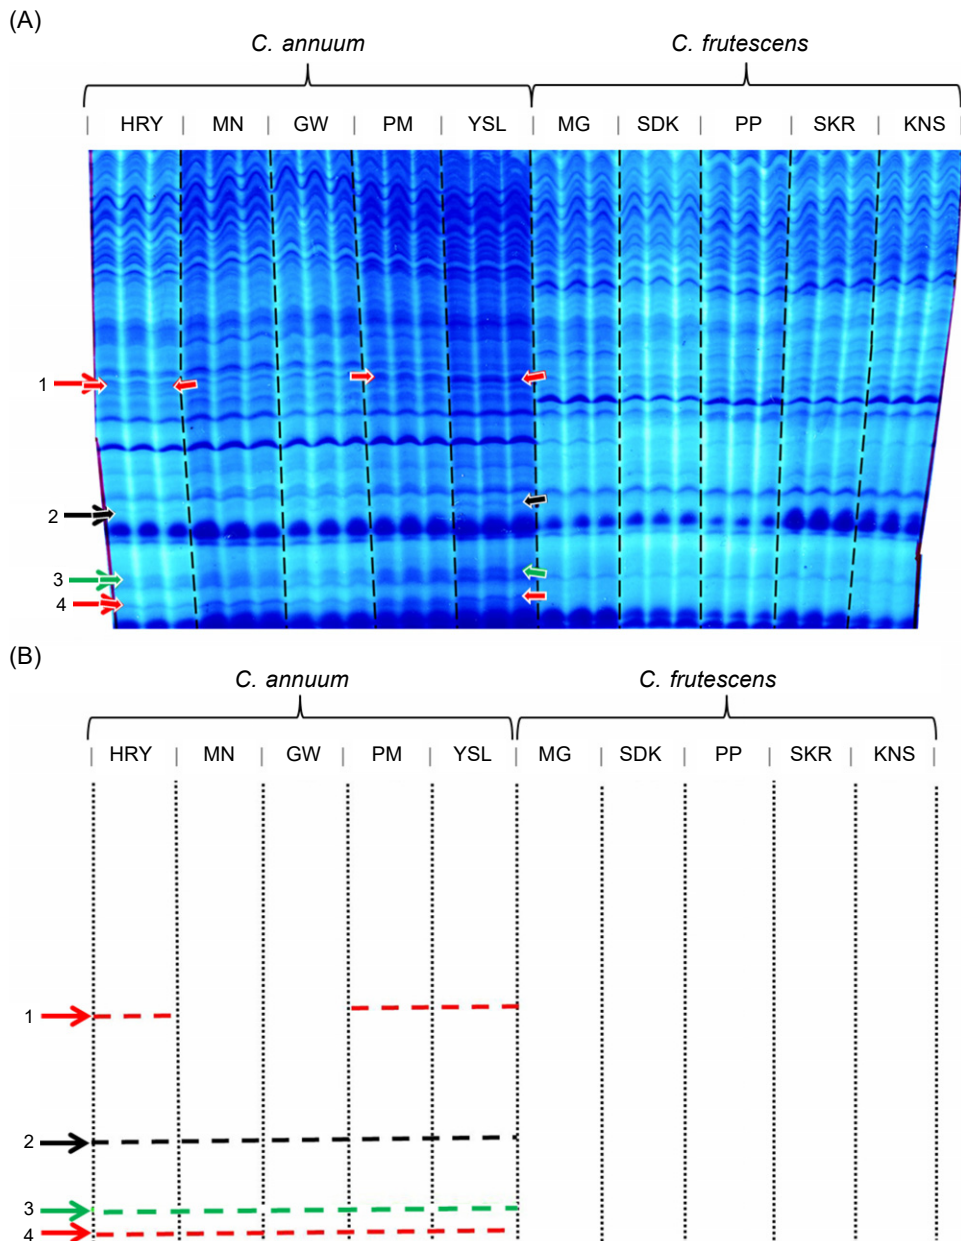 (A)
C. annuum C. frutescens
HRY MN GW PM YSL MG SDK PP SKR KNS
1
2
3
4
(B)
C. annuum C. frutescens
HRY MN GW PM YSL MG SDK PP SKR KNS
1
2
3
4